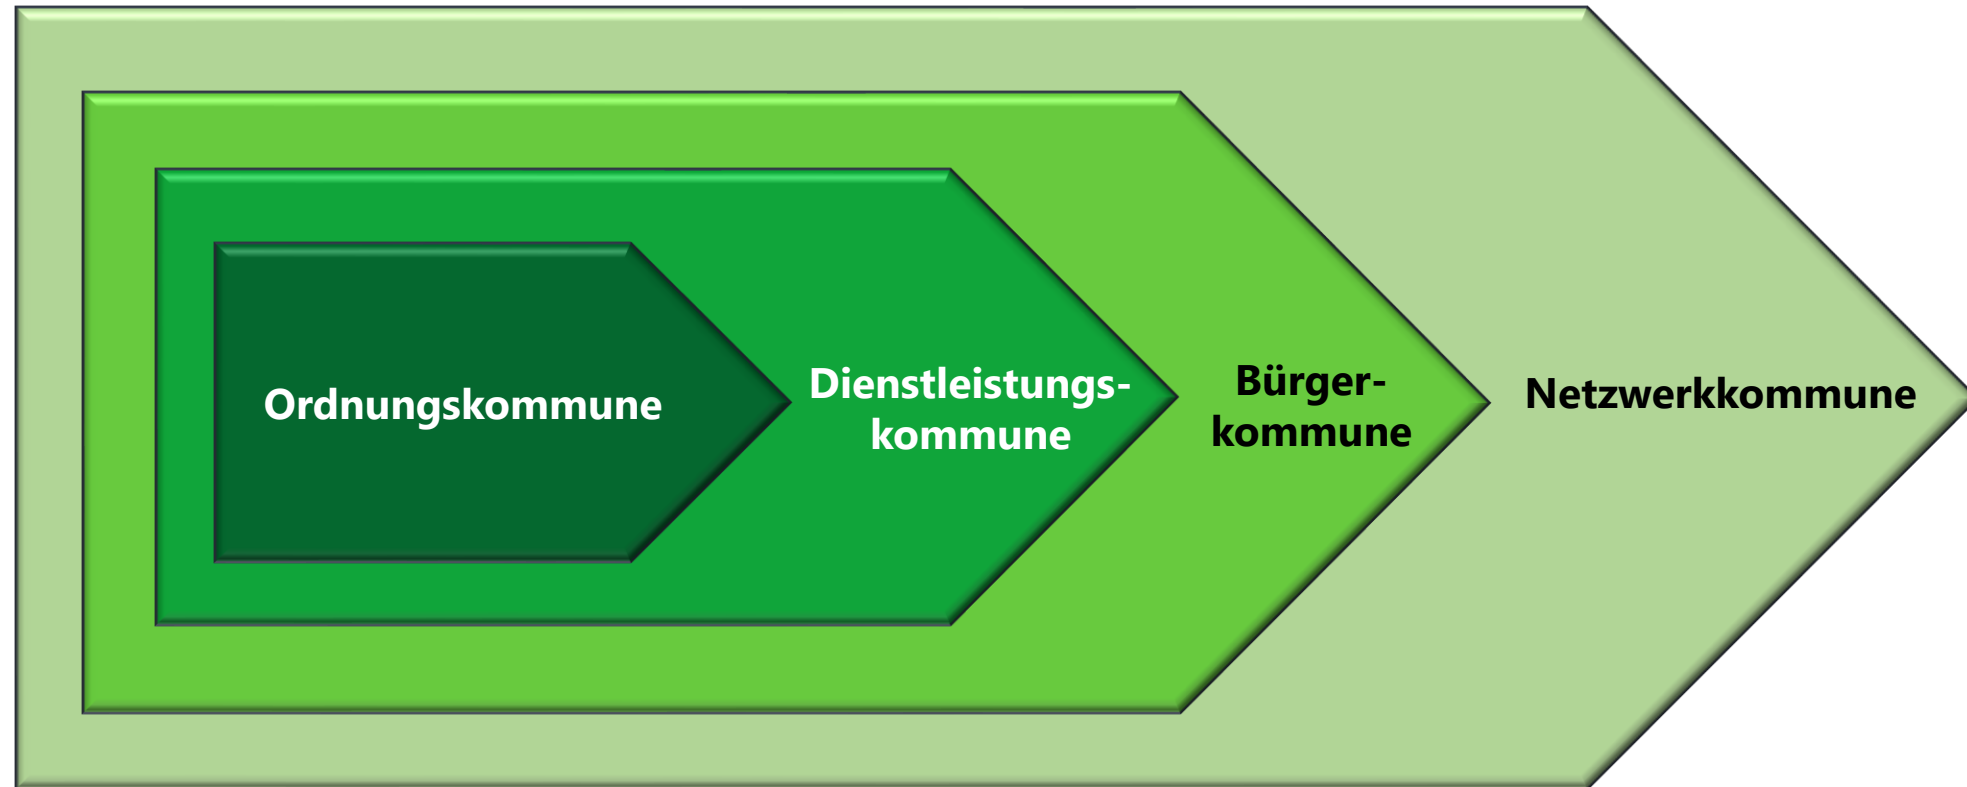 Ordnungskommune
Dienstleistungs-
kommune
Bürger-
kommune
Netzwerkkommune